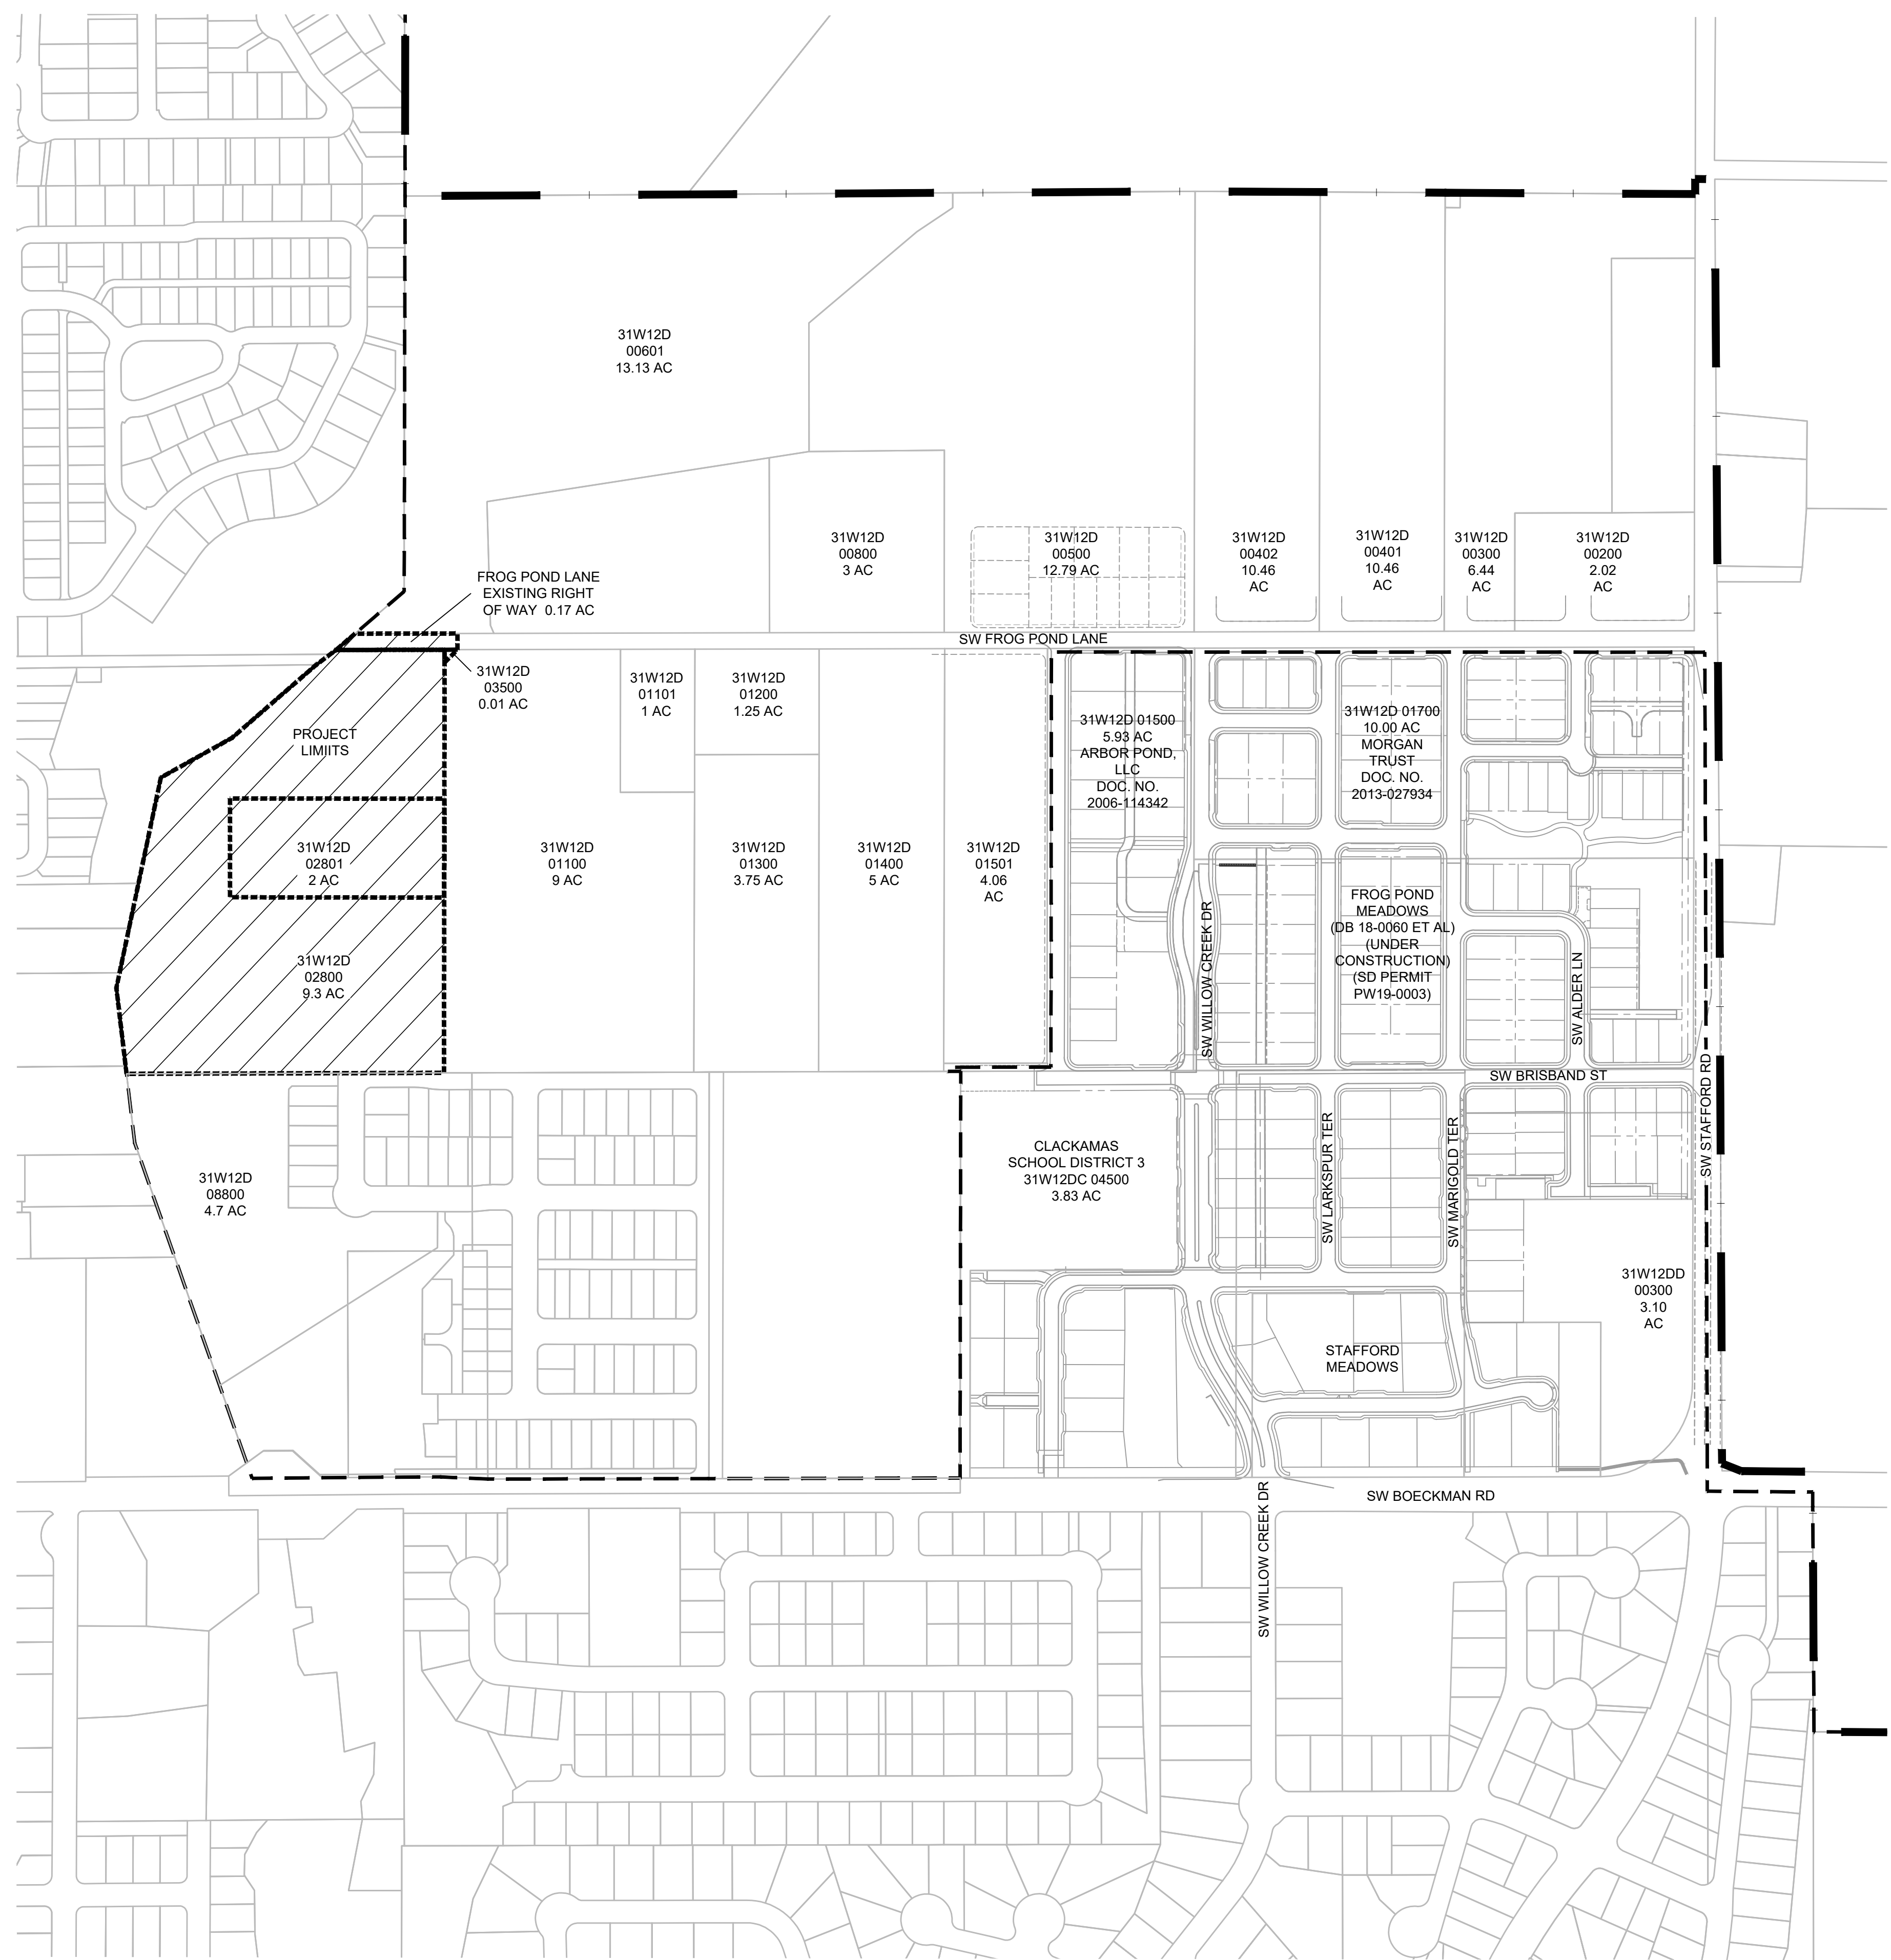 31W12D
00601
13.13 AC
31W12D
00800
3 AC
31W12D
00500
12.79 AC
31W12D
00402
10.46
AC
31W12D
00401
10.46
AC
31W12D
00300
6.44
AC
31W12D
00200
2.02
AC
FROG POND LANE
EXISTING RIGHT
OF WAY 0.17 AC
SW FROG POND LANE
31W12D
03500
0.01 AC
31W12D
01101
1 AC
31W12D
01200
1.25 AC
PROJECT
LIMIITS
31W12D 01500
5.93 AC
ARBOR POND,
LLC
DOC. NO.
2006-114342
31W12D 01700
10.00 AC
MORGAN
TRUST
DOC. NO.
2013-027934
31W12D
02801
2 AC
31W12D
01100
9 AC
31W12D
01300
3.75 AC
31W12D
01400
5 AC
31W12D
01501
4.06
AC
FROG POND
MEADOWS
(DB 18-0060 ET AL)
(UNDER
CONSTRUCTION)
(SD PERMIT
PW19-0003)
SW WILLOW CREEK DR
SW ALDER LN
31W12D
02800
9.3 AC
SW BRISBAND ST
SW STAFFORD RD
31W12D
08800
4.7 AC
CLACKAMAS
SCHOOL DISTRICT 3
31W12DC 04500
3.83 AC
SW LARKSPUR TER
SW MARIGOLD TER
31W12DD
00300
3.10
AC
STAFFORD
MEADOWS
SW BOECKMAN RD
SW WILLOW CREEK DR